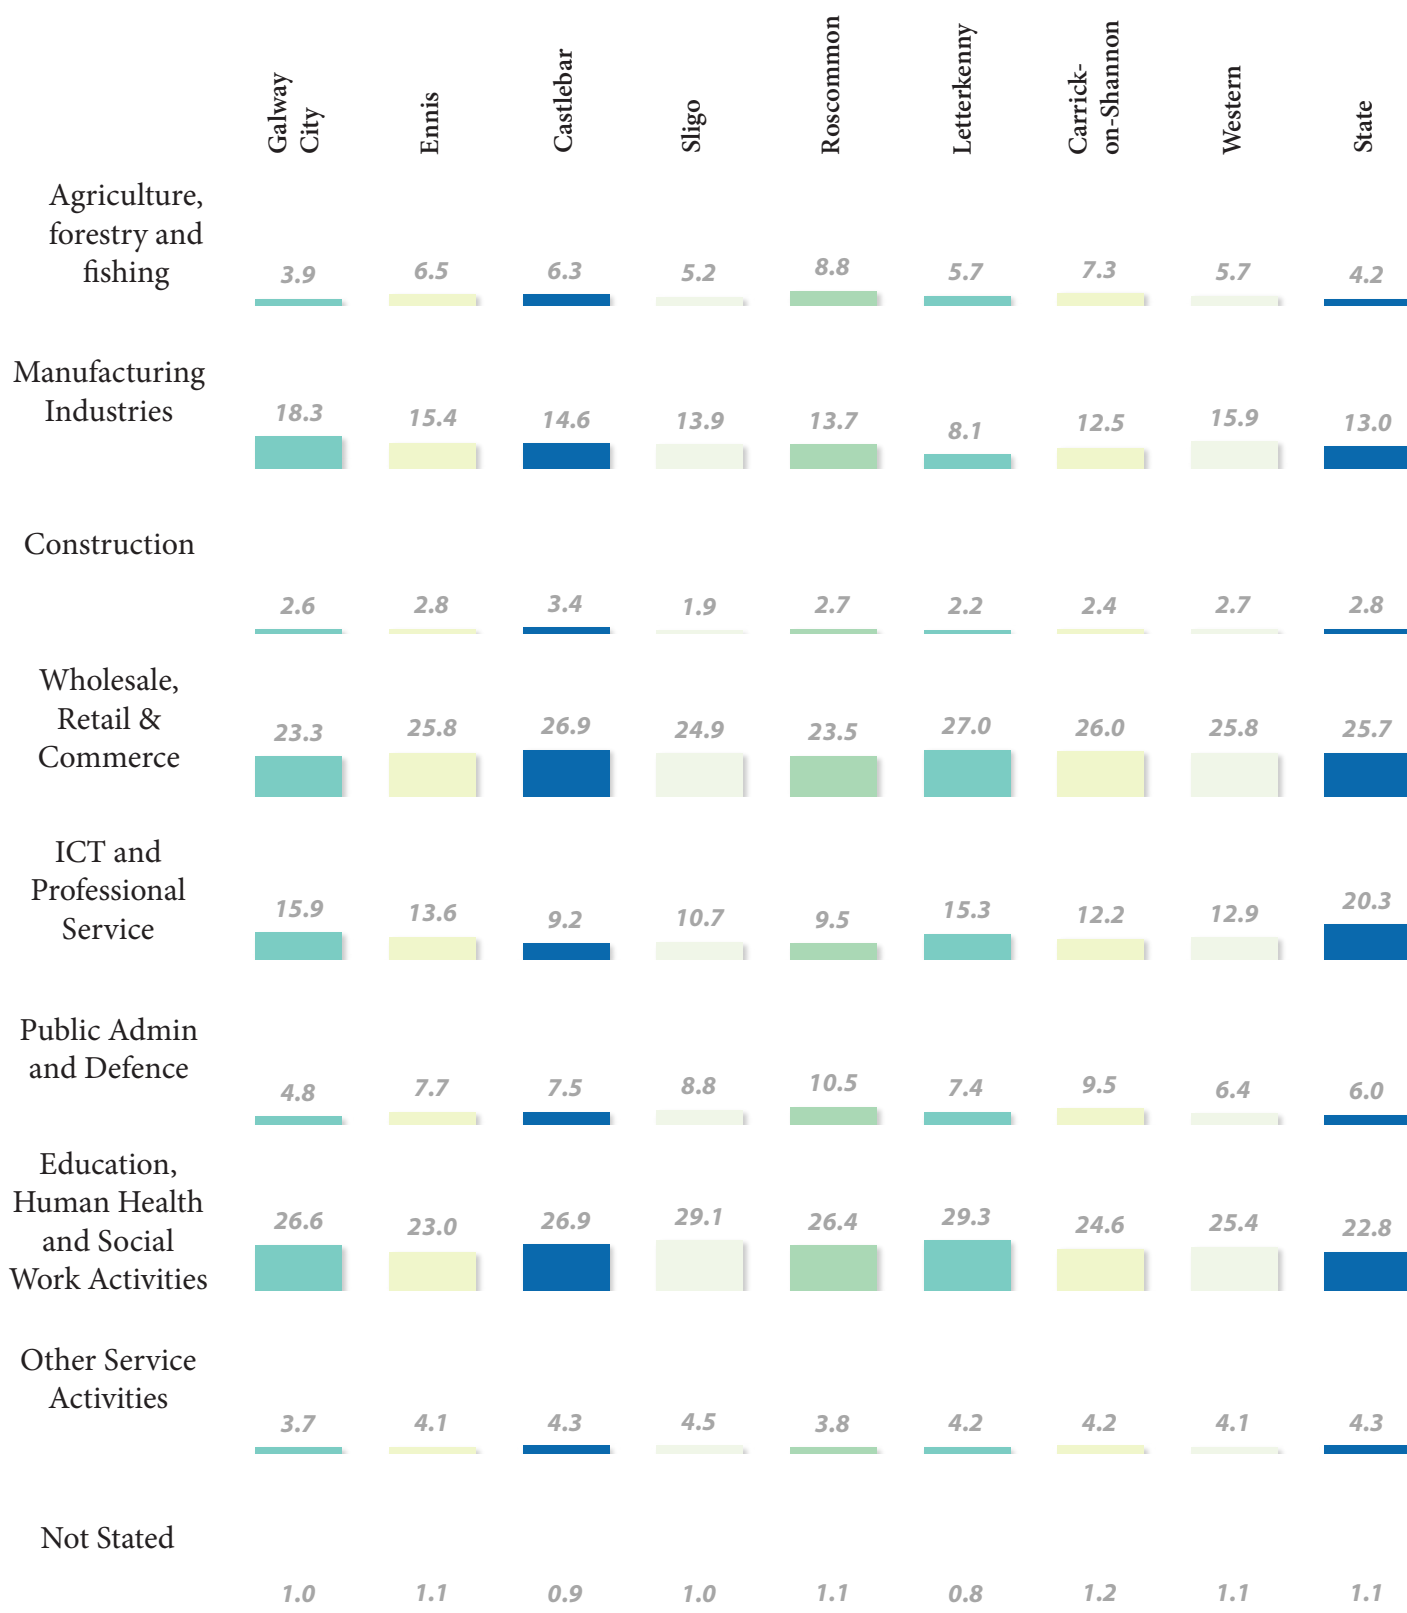 Galway
City
Ennis
Castlebar
Sligo
Roscommon
Letterkenny
Carrick-
on-Shannon
Western
State
Agriculture,
forestry and
fishing
3.9 6.5 6.3 5.2 8.8 5.7 7.3 5.7 4.2
Manufacturing
Industries
18.3 15.4 14.6 13.9 13.7 8.1 12.5 15.9 13.0
Construction
2.6 2.8 3.4 1.9 2.7 2.2 2.4 2.7 2.8
Wholesale,
Retail &
Commerce
23.3 25.8 26.9 24.9 23.5 27.0 26.0 25.8 25.7
ICT and
Professional
Service
15.9 13.6 9.2 10.7 9.5 15.3 12.2 12.9 20.3
Public Admin
and Defence
4.8 7.7 7.5 8.8 10.5 7.4 9.5 6.4 6.0
Education,
Human Health
and Social
Work Activities
26.6 23.0 26.9 29.1 26.4 29.3 24.6 25.4 22.8
Other Service
Activities
3.7 4.1 4.3 4.5 3.8 4.2 4.2 4.1 4.3
Not Stated
1.0 1.1 0.9 1.0 1.1 0.8 1.2 1.1 1.1